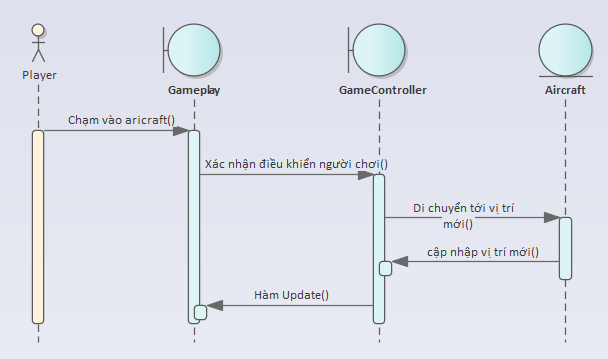 Player
Gameplay
GameController
Aircraft
Chạm vào aricraft()
Xác nhận điều khiển người chơi()
Di chuyển tới vị trí
mới()
cập nhập vị trí mới()
Hàm Update()